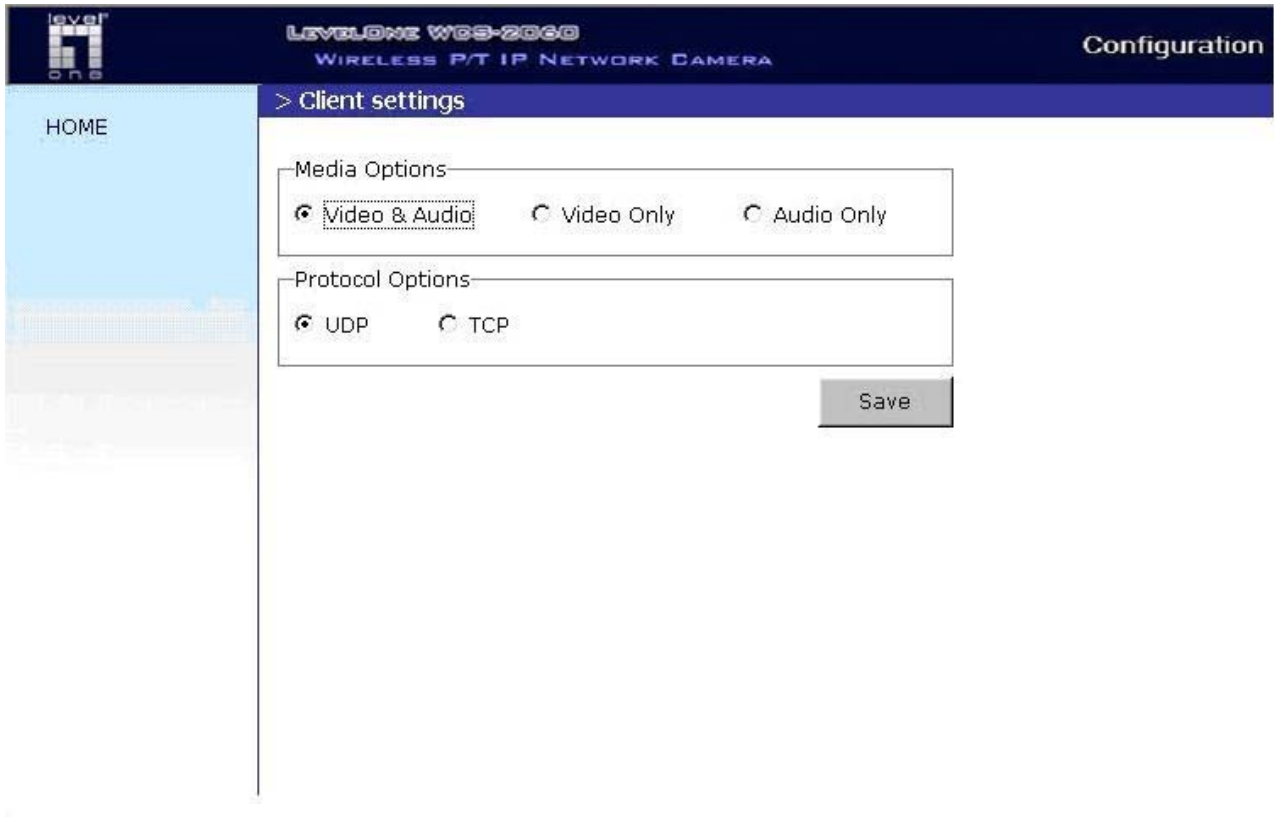 level
one
LEVELONE WCS-2060
WIRELESS P/T IP NETWORK CAMERA
Configuration
HOME
> Client settings
Media Options
Video & Audio Video Only Audio Only
Protocol Options
UDP TCP
Save